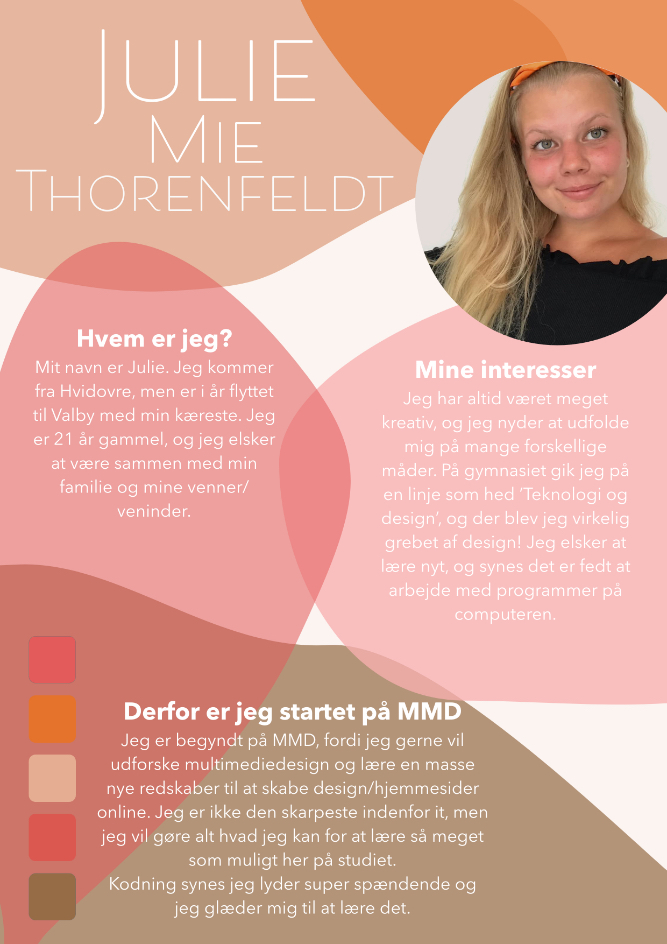 JULIE
MIE
THORENFELDT
Hvem er jeg?
Mit navn er Julie. Jeg kommer
fra Hvidovre, men er i år flyttet
til Valby med min kæreste. Jeg
er 21 år gammel, og jeg elsker
at være sammen med min
familie og mine venner/
veninder.
Mine interesser
Jeg har altid været meget
kreativ, og jeg nyder at udfolde
mig på mange forskellige
måder. På gymnasiet gik jeg på
en linje som hed ‘Teknologi og
design’, og der blev jeg virkelig
grebet af design! Jeg elsker at
lære nyt, og synes det er fedt at
arbejde med programmer på
computeren.
Derfor er jeg startet på MMD
Jeg er begyndt på MMD, fordi jeg gerne vil
udforske multimediedesign og lære en masse
nye redskaber til at skabe design/hjemmesider
online. Jeg er ikke den skarpeste indenfor it, men
jeg vil gøre alt hvad jeg kan for at lære så meget
som muligt her på studiet.
Kodning synes jeg lyder super spændende og
jeg glæder mig til at lære det.